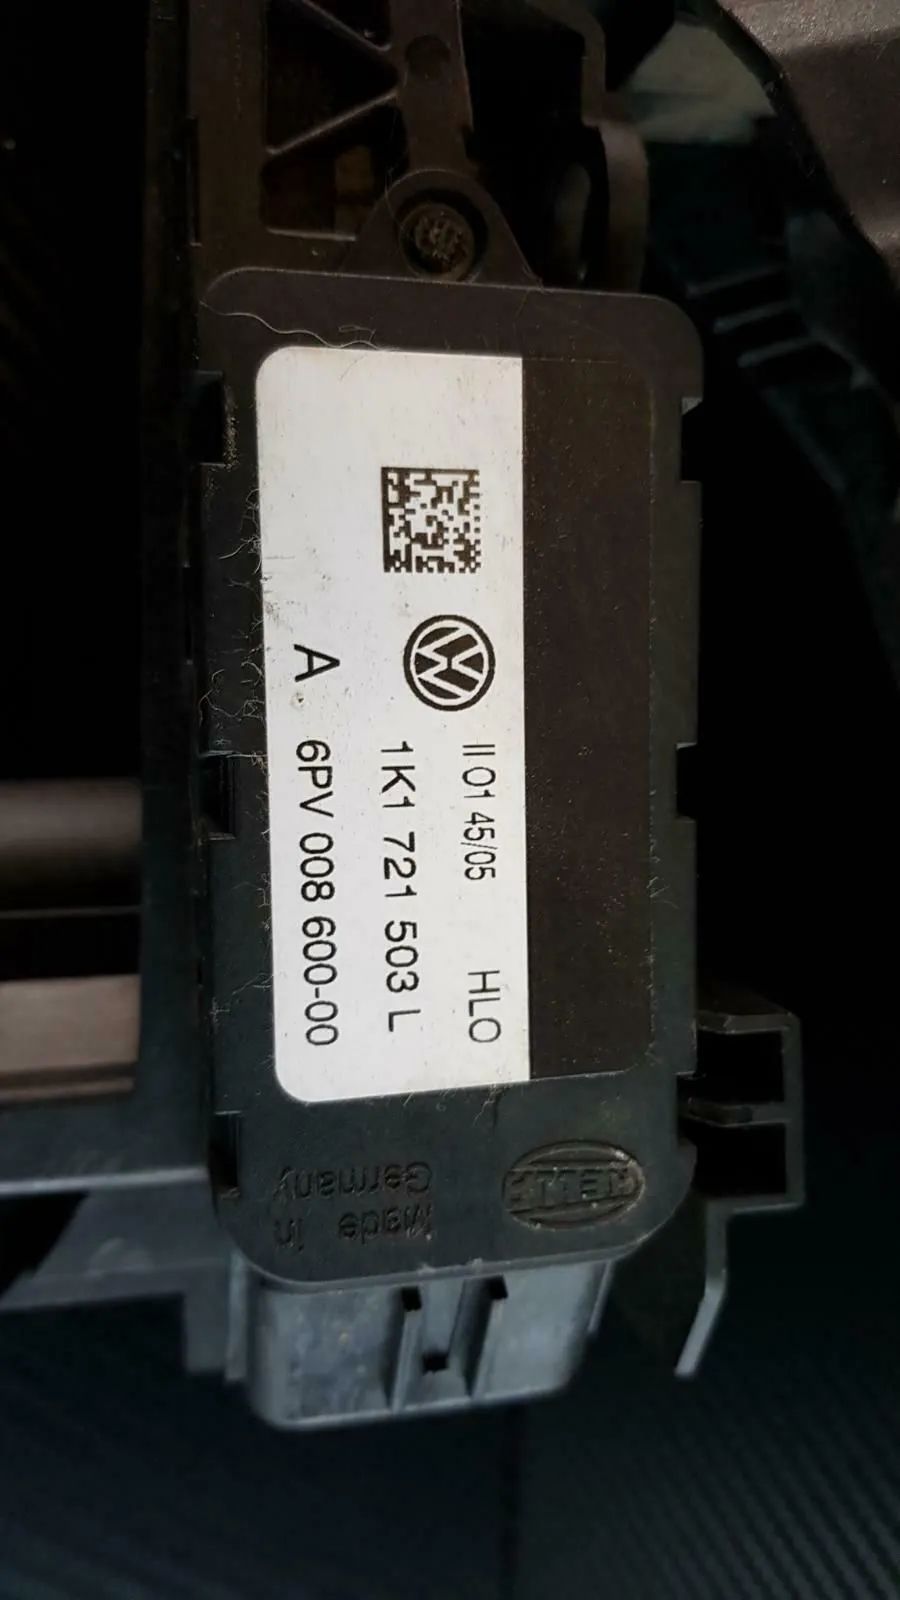 II 01 45/05 HLO
1K1 721 503 L
A 6PV 008 600-00
HELLA
Made in
Germany